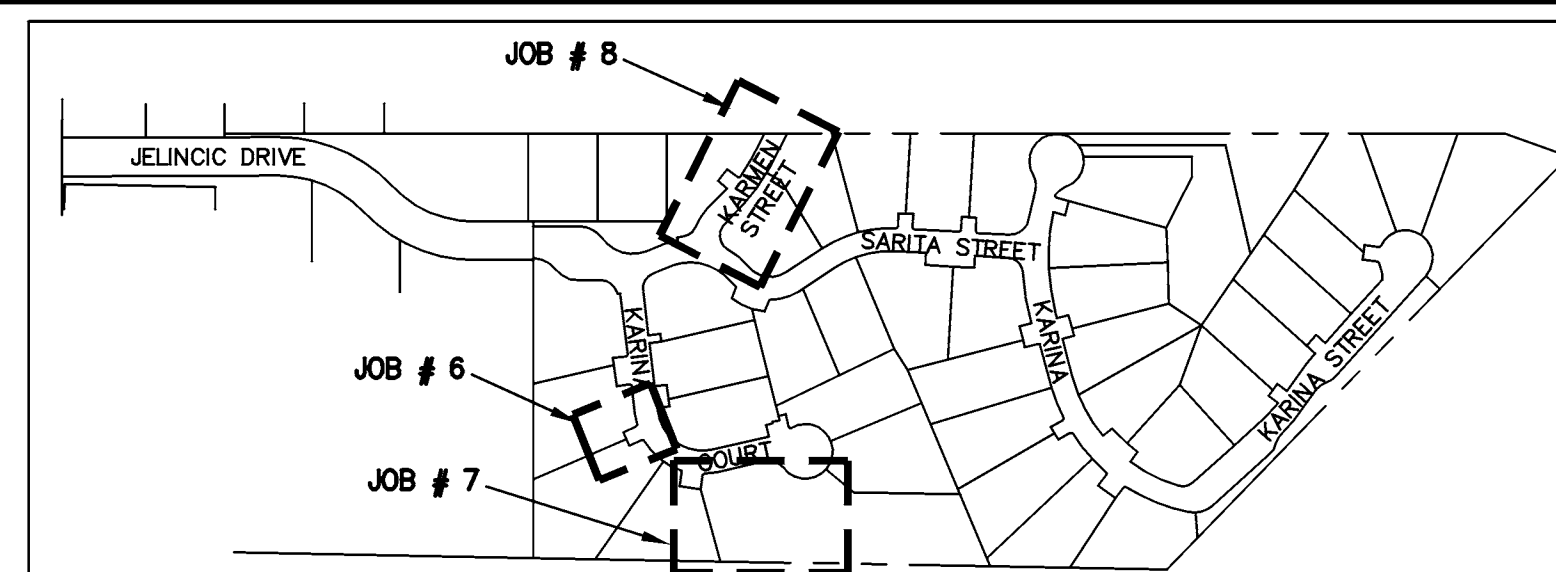 JOB # 8
JELINCIC DRIVE
KARMEN
STREET
SARITA STREET
KARINA
KARINA
KARINA STREET
JOB # 6
COURT
JOB # 7